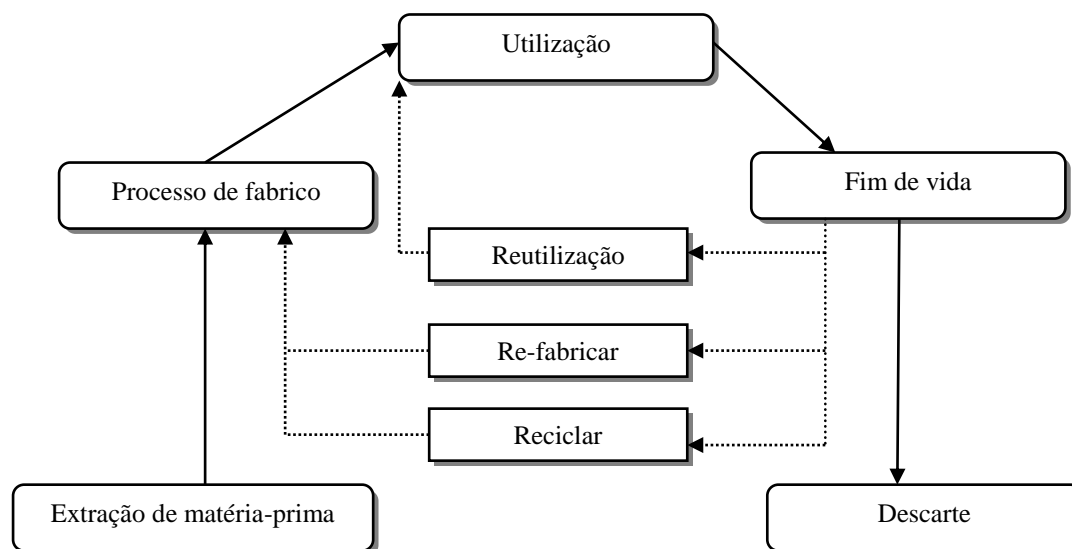 Utilização
Processo de fabrico
Fim de vida
Reutilização
Re-fabricar
Reciclar
Extração de matéria-prima
Descarte